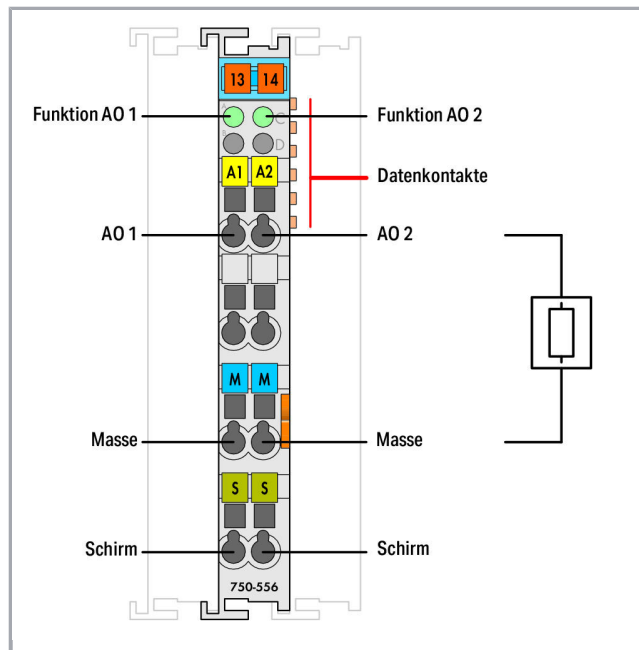 13 14
Funktion AO 1
A C
Funktion AO 2
D
A1 A2
Datenkontakte
AO 1
AO 2
M M
Masse
Masse
S S
Schirm
Schirm
750-556